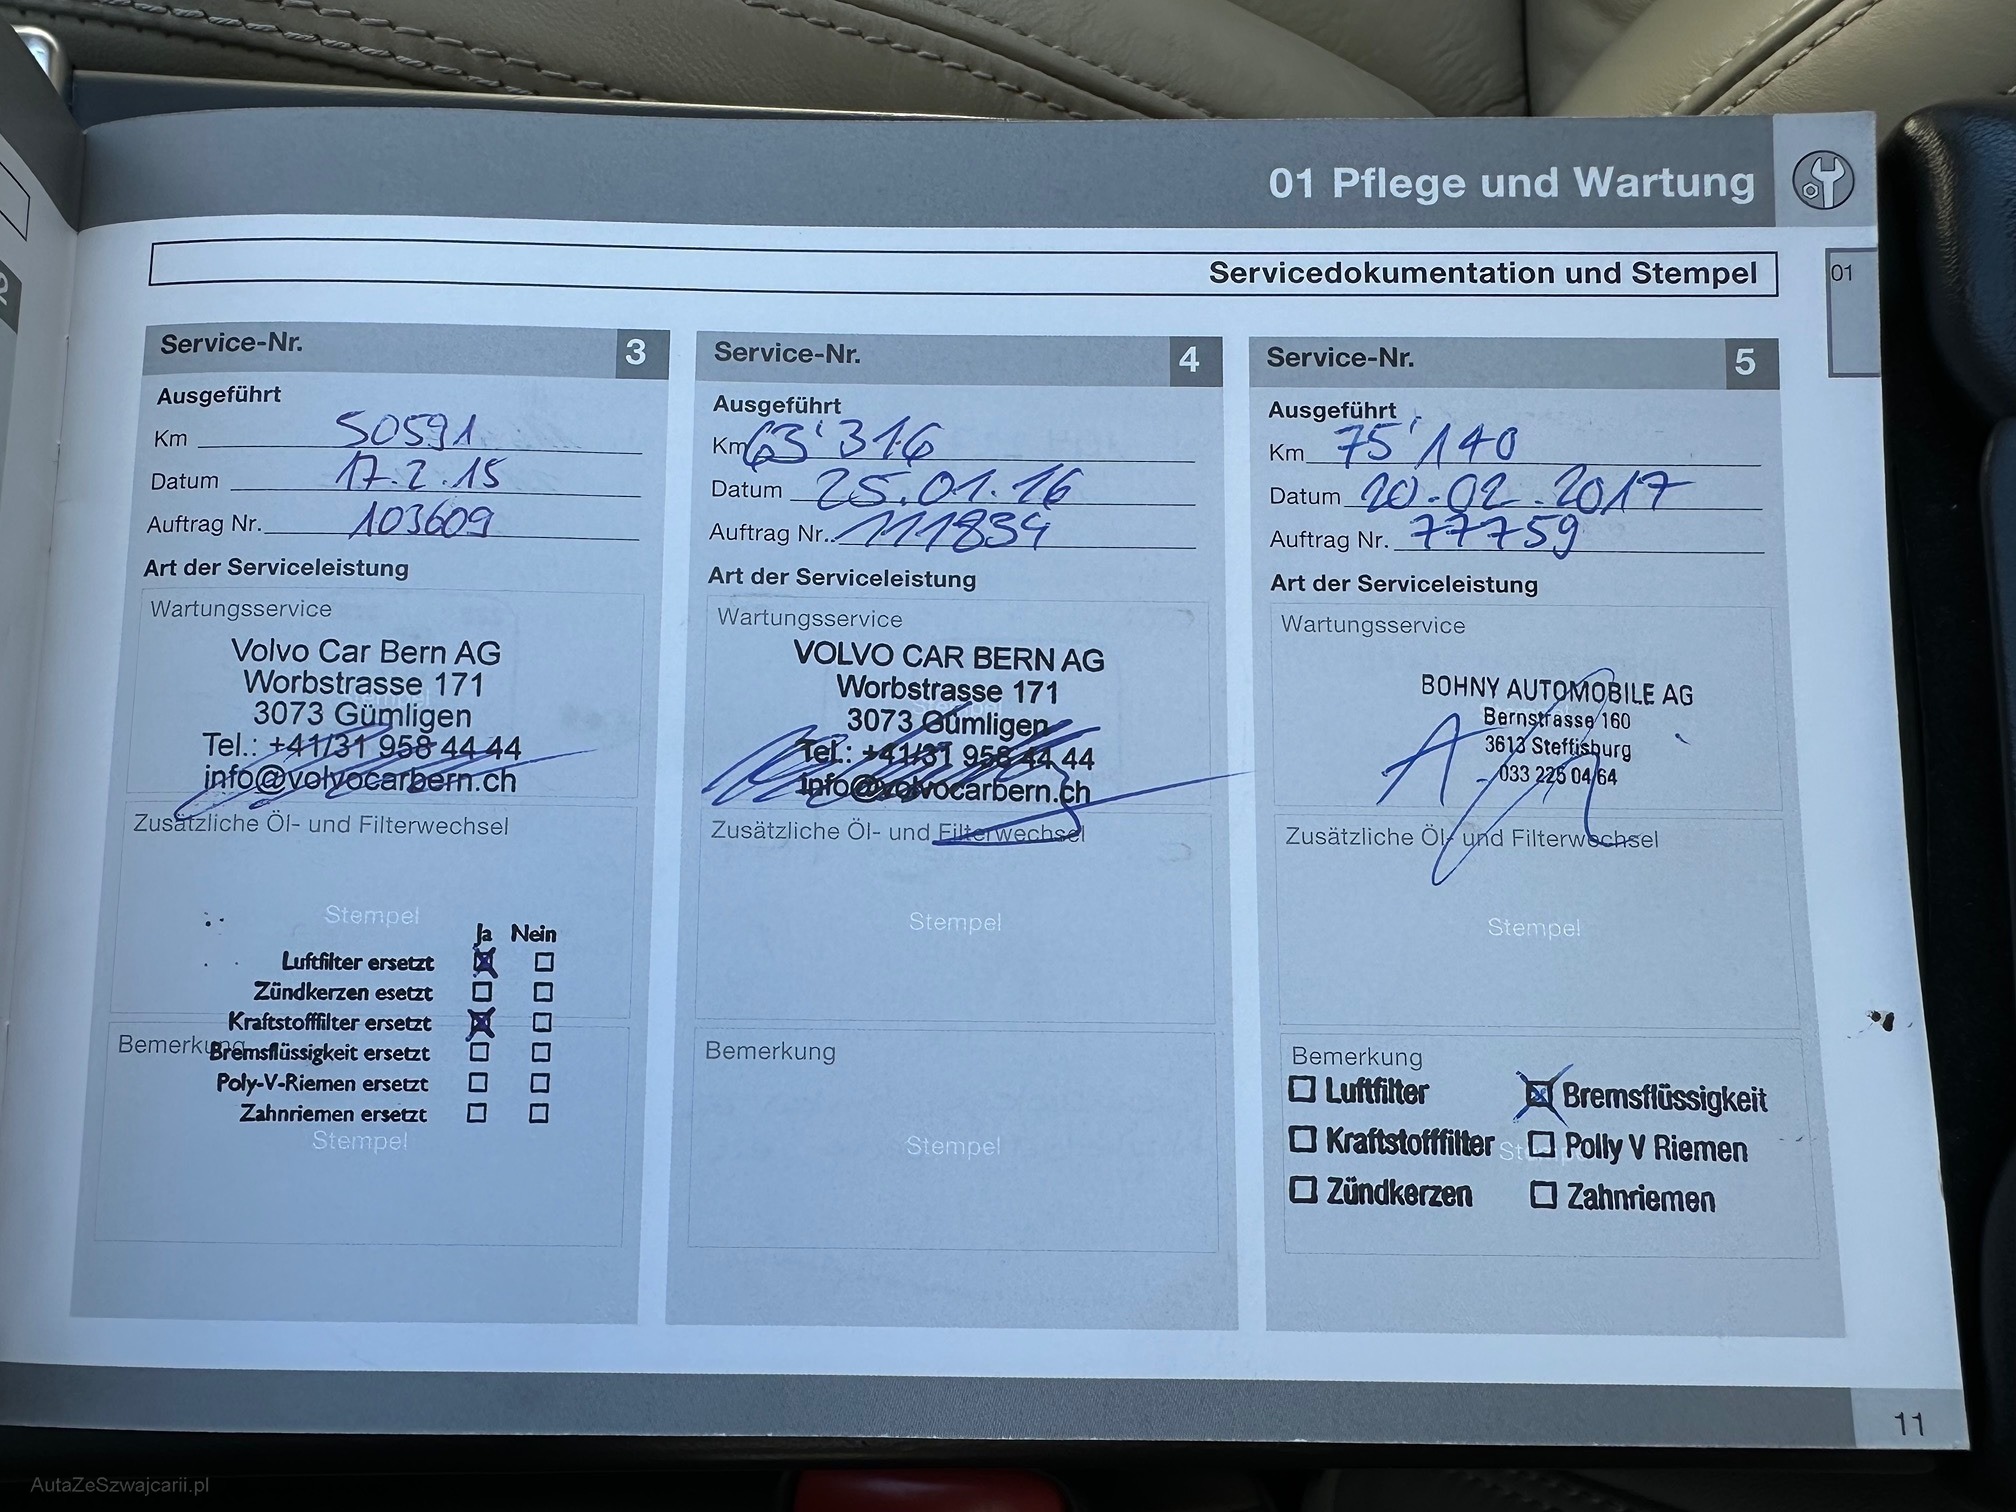 01 Pflege und Wartung
Servicedokumentation und Stempel
01
Service-Nr. 3
Ausgeführt
Km 50591
Datum 17.2.15
Auftrag Nr. 103609
Art der Serviceleistung
Wartungsservice
Volvo Car Bern AG
Worbstrasse 171
3073 Gümligen
Tel.: +41/31 958 44 44
info@volvocarbern.ch
Zusätzliche Öl- und Filterwechsel
Stempel
Ja Nein
Luftfilter ersetzt
Zündkerzen esetzt
Kraftstofffilter ersetzt
Bemerkung
Bremsflüssigkeit ersetzt
Poly-V-Riemen ersetzt
Zahnriemen ersetzt
Stempel
Service-Nr. 4
Ausgeführt
Km 63'316
Datum 25.01.16
Auftrag Nr. 111834
Art der Serviceleistung
Wartungsservice
VOLVO CAR BERN AG
Worbstrasse 171
3073 Gümligen
Tel.: +41/31 958 44 44
info@volvocarbern.ch
Zusätzliche Öl- und Filterwechsel
Stempel
Bemerkung
Stempel
Service-Nr. 5
Ausgeführt
Km 75'140
Datum 20.02.2017
Auftrag Nr. 77759
Art der Serviceleistung
Wartungsservice
BOHNY AUTOMOBILE AG
Bernstrasse 160
3613 Steffisburg
033 225 04 64
Zusätzliche Öl- und Filterwechsel
Stempel
Bemerkung
Luftfilter Bremsflüssigkeit
Kraftstofffilter Polly V Riemen
Zündkerzen Zahnriemen
11
AutaZeSzwajcarii.pl